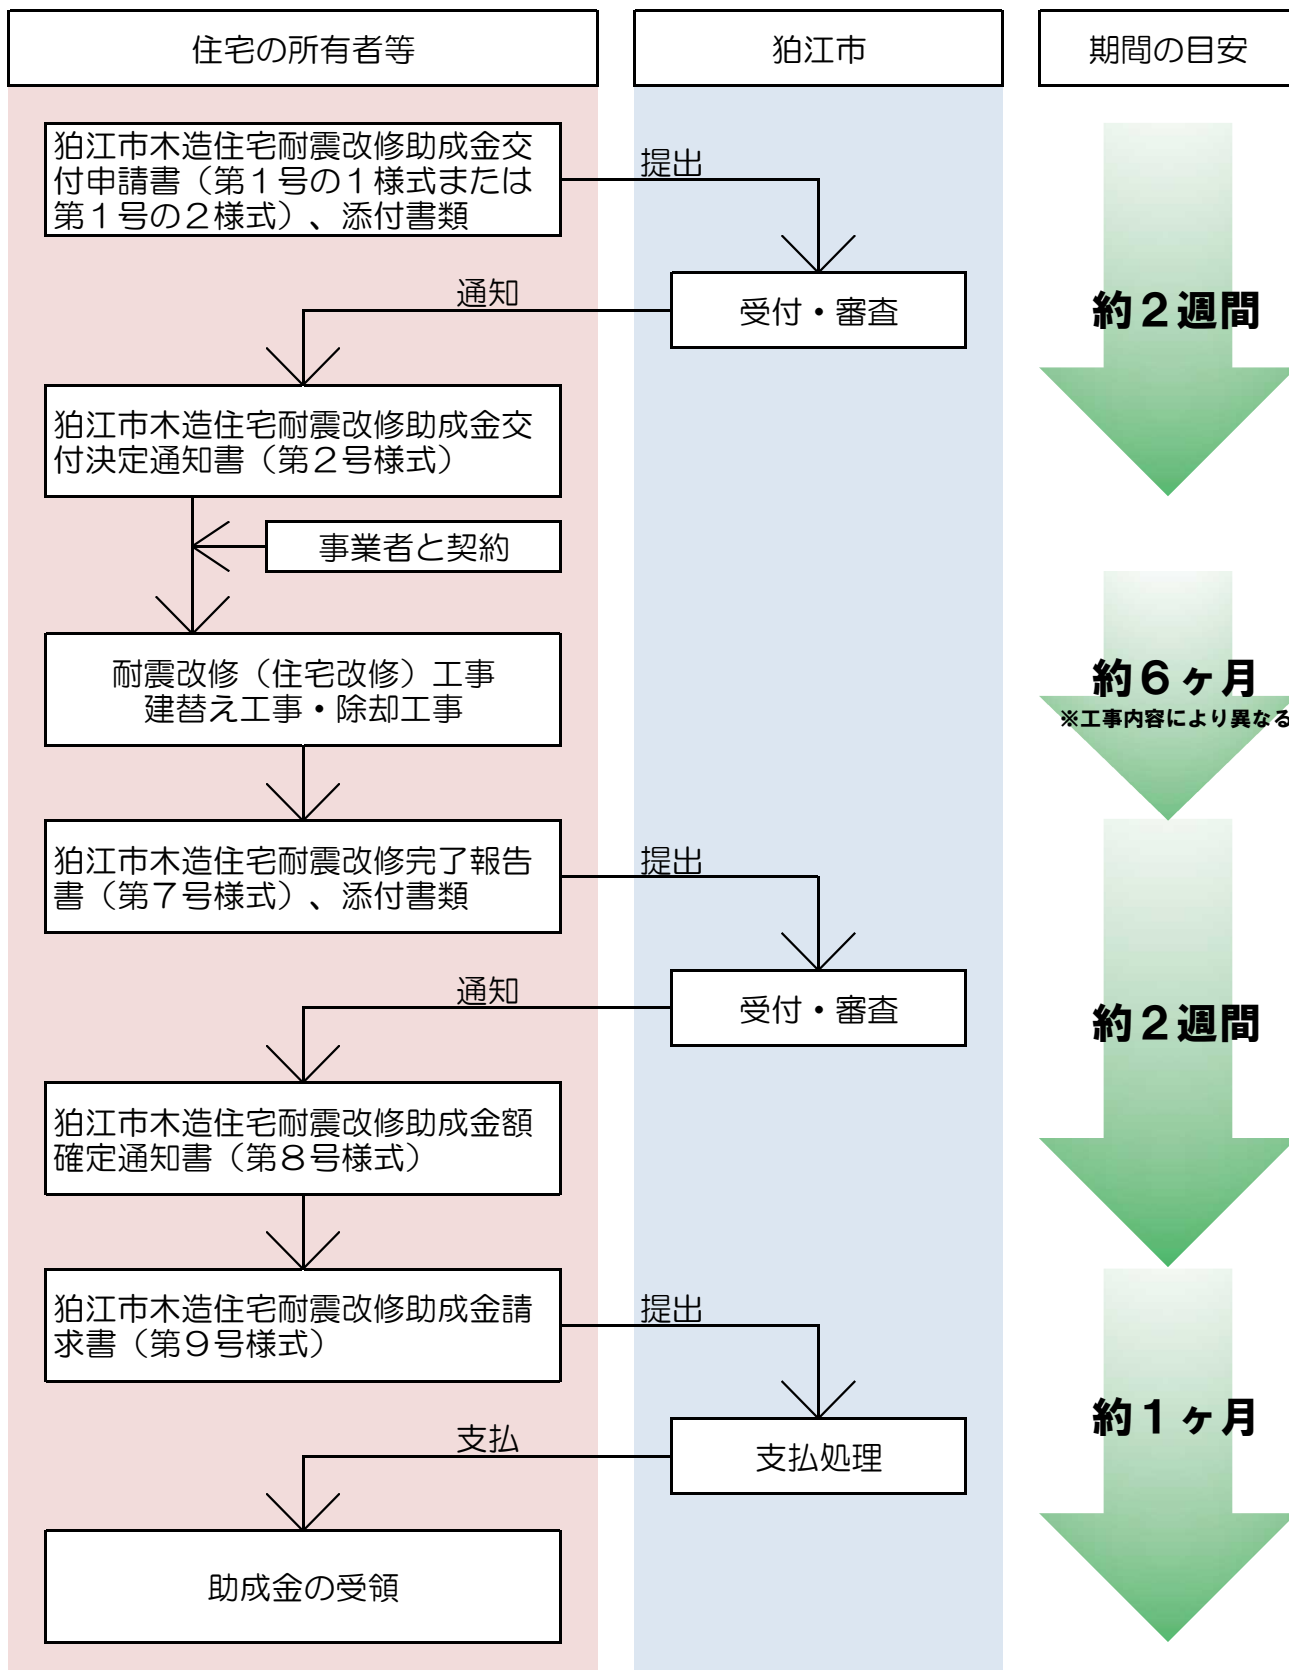 住宅の所有者等
狛江市
期間の目安
狛江市木造住宅耐震改修助成金交
付申請書（第１号の１様式または
第１号の２様式）、添付書類
提出
受付・審査
通知
約２週間
狛江市木造住宅耐震改修助成金交
付決定通知書（第２号様式）
事業者と契約
耐震改修（住宅改修）工事
建替え工事・除却工事
約６ヶ月
※工事内容により異なる
狛江市木造住宅耐震改修完了報告
書（第７号様式）、添付書類
提出
受付・審査
通知
約２週間
狛江市木造住宅耐震改修助成金額
確定通知書（第８号様式）
狛江市木造住宅耐震改修助成金請
求書（第９号様式）
提出
支払処理
支払
約１ヶ月
助成金の受領